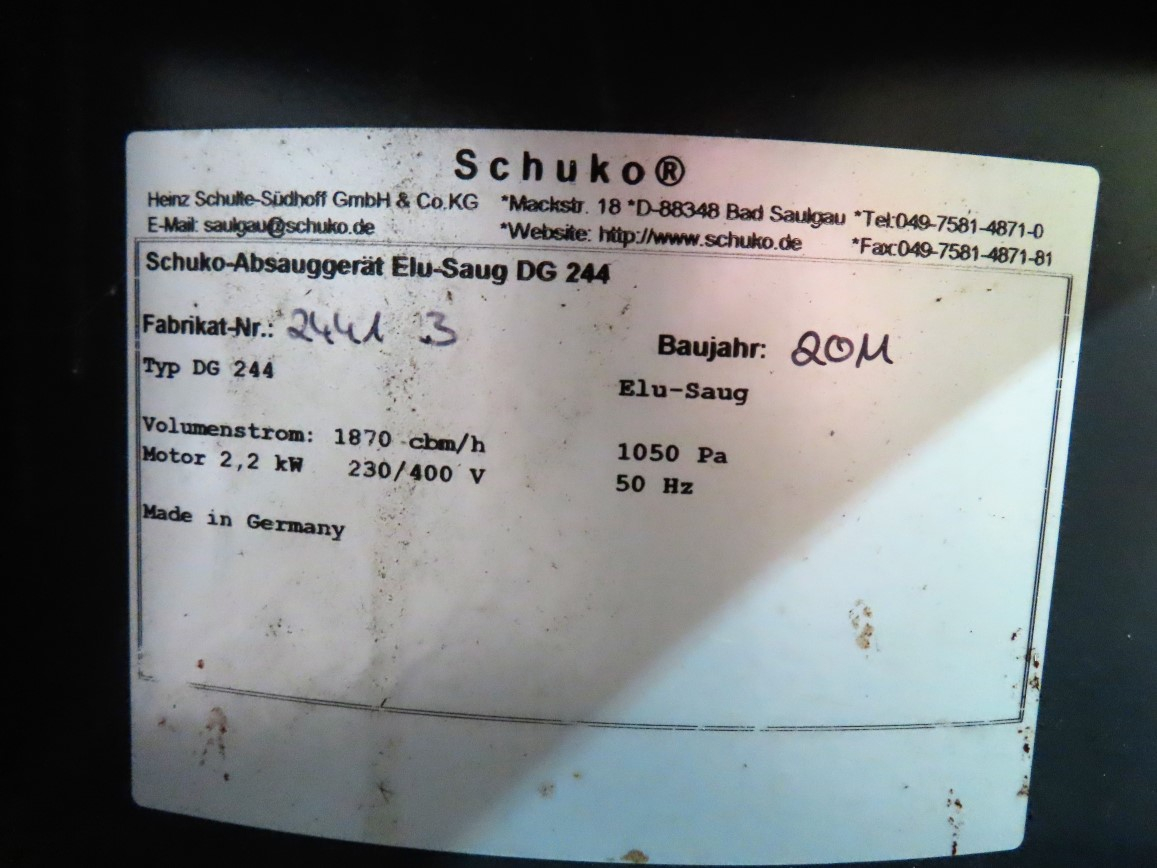 Schuko®
Heinz Schulte-Südhoff GmbH & Co.KG *Mackstr. 18 *D-88348 Bad Saulgau *Tel:049-7581-4871-0
E-Mail: saulgau@schuko.de *Website: http://www.schuko.de *Fax:049-7581-4871-81
Schuko-Absauggerät Elu-Saug DG 244
Fabrikat-Nr.: 2441 3 Baujahr: 2011
Typ DG 244 Elu-Saug
Volumenstrom: 1870 cbm/h 1050 Pa
Motor 2,2 kW 230/400 V 50 Hz
Made in Germany